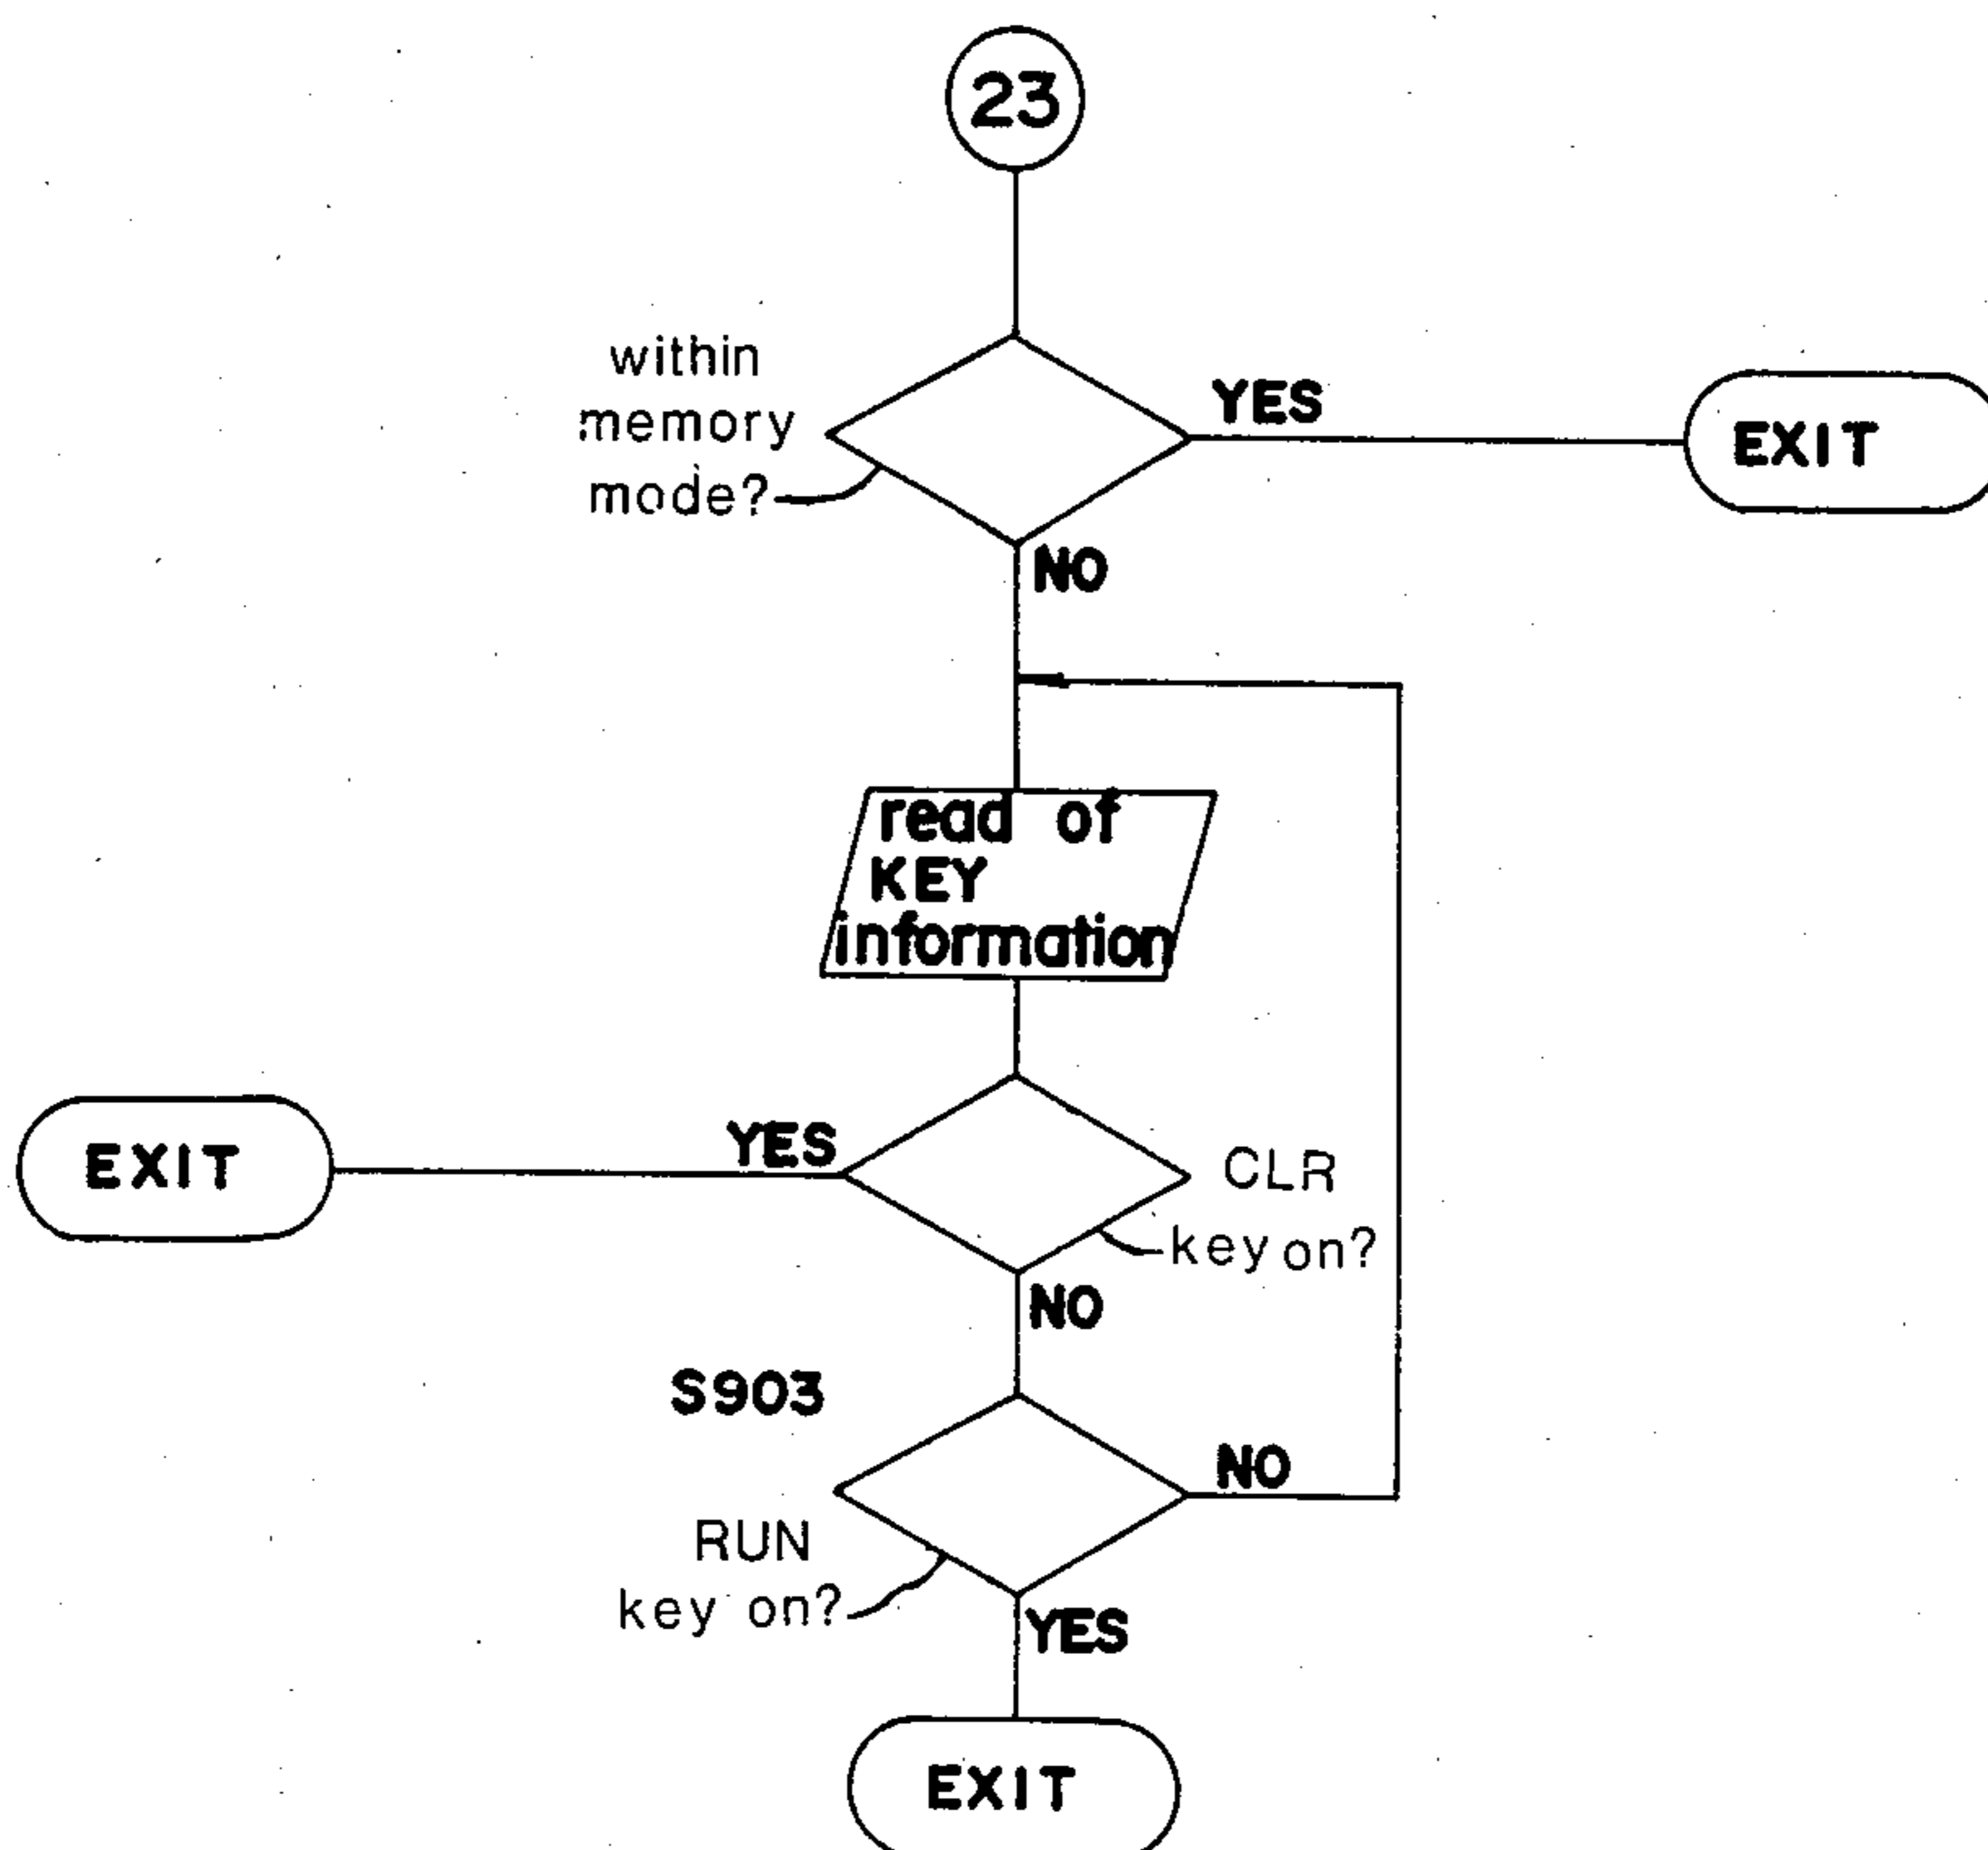 23
within
memory
mode?
YES
EXIT
NO
read of
KEY
information
YES
EXIT
CLR
key on?
NO
S903
NO
RUN
key on?
YES
EXIT